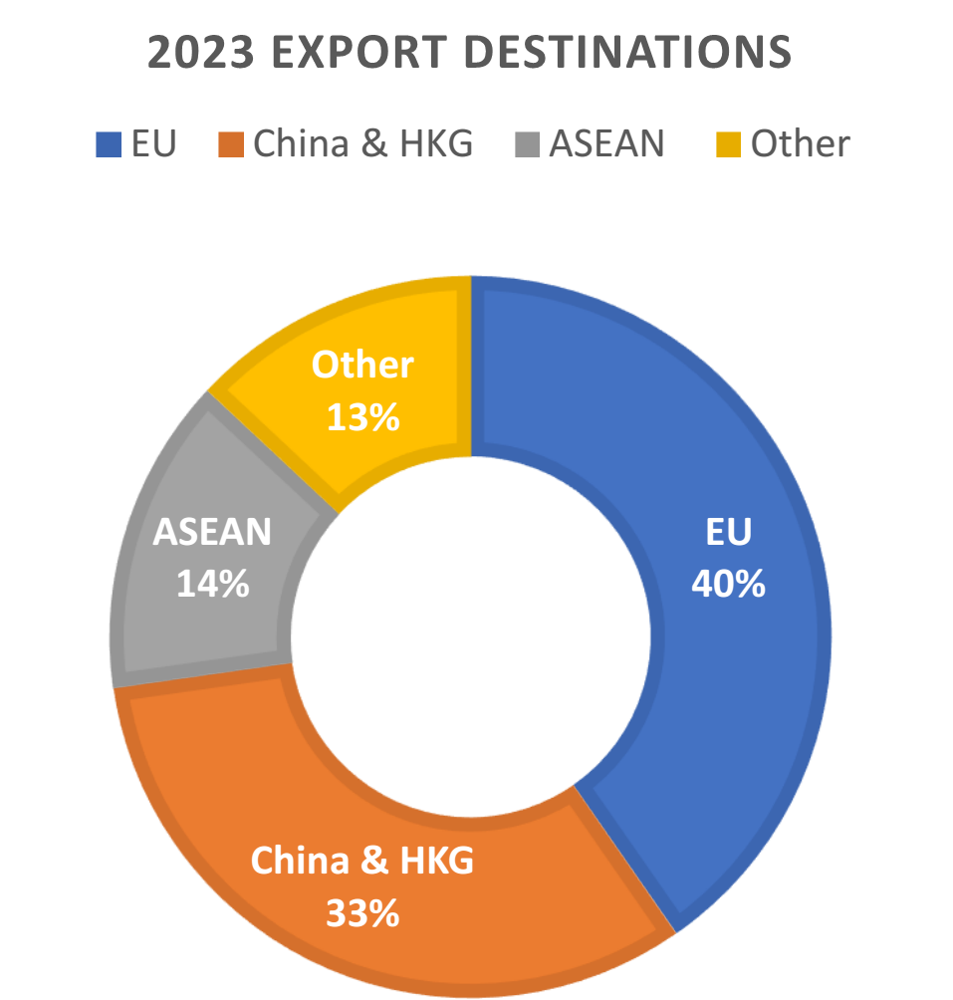 2023 EXPORT DESTINATIONS
EU China & HKG ASEAN Other
Other
13%
ASEAN
14%
EU
40%
China & HKG
33%